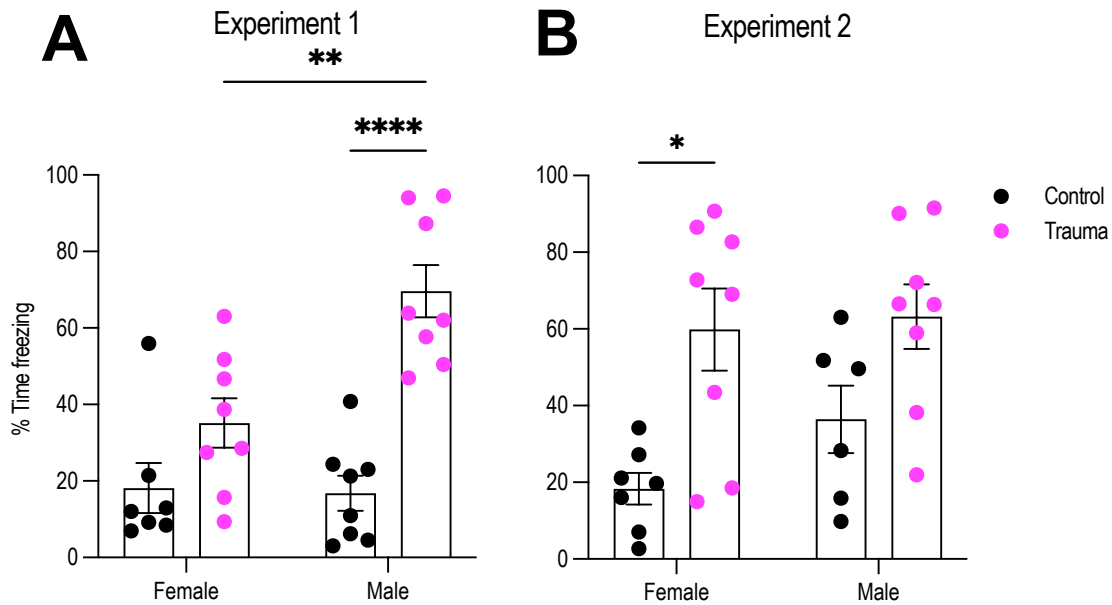 A
Experiment 1
**
****
% Time freezing
100
80
60
40
20
0
Female
Male
B
Experiment 2
*
100
80
60
40
20
0
Female
Male
Control
Trauma